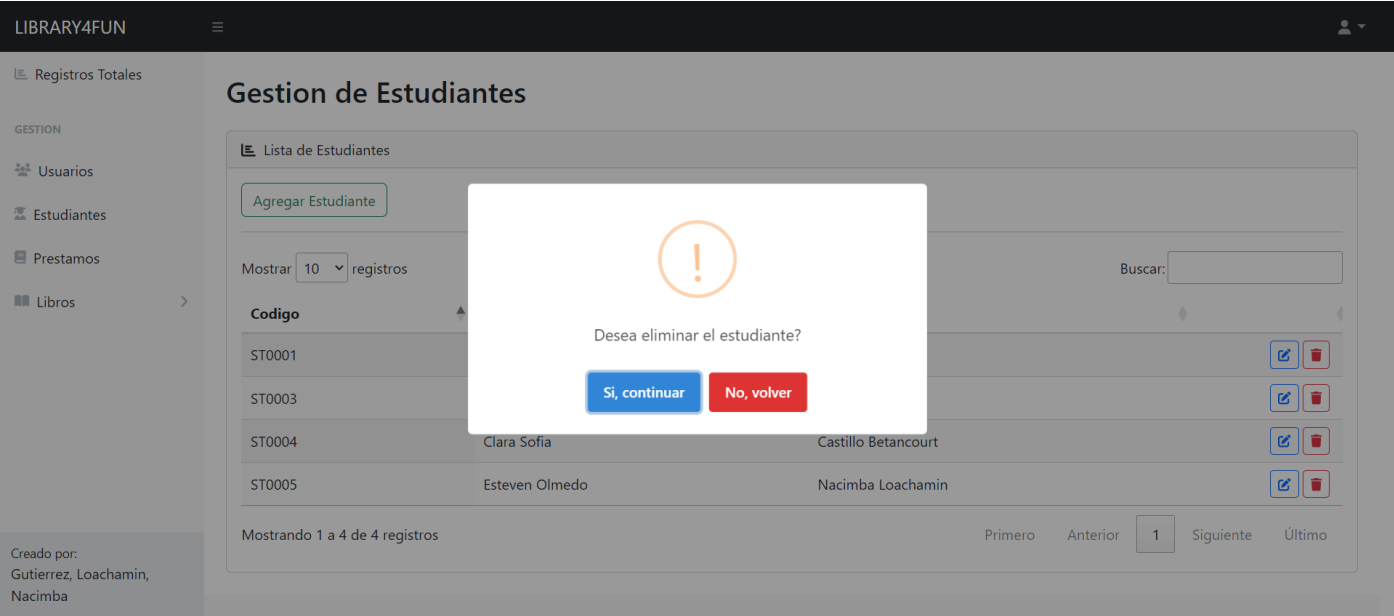 LIBRARY4FUN
Registros Totales
GESTION
Usuarios
Estudiantes
Prestamos
Libros
Creado por:
Gutierrez, Loachamin,
Nacimba
Gestion de Estudiantes
Lista de Estudiantes
Agregar Estudiante
Mostrar 10 registros
Buscar:
Codigo
ST0001
ST0003
ST0004 Clara Sofia Castillo Betancourt
ST0005 Esteven Olmedo Nacimba Loachamin
Mostrando 1 a 4 de 4 registros
Primero Anterior 1 Siguiente Último
!
Desea eliminar el estudiante?
Si, continuar No, volver